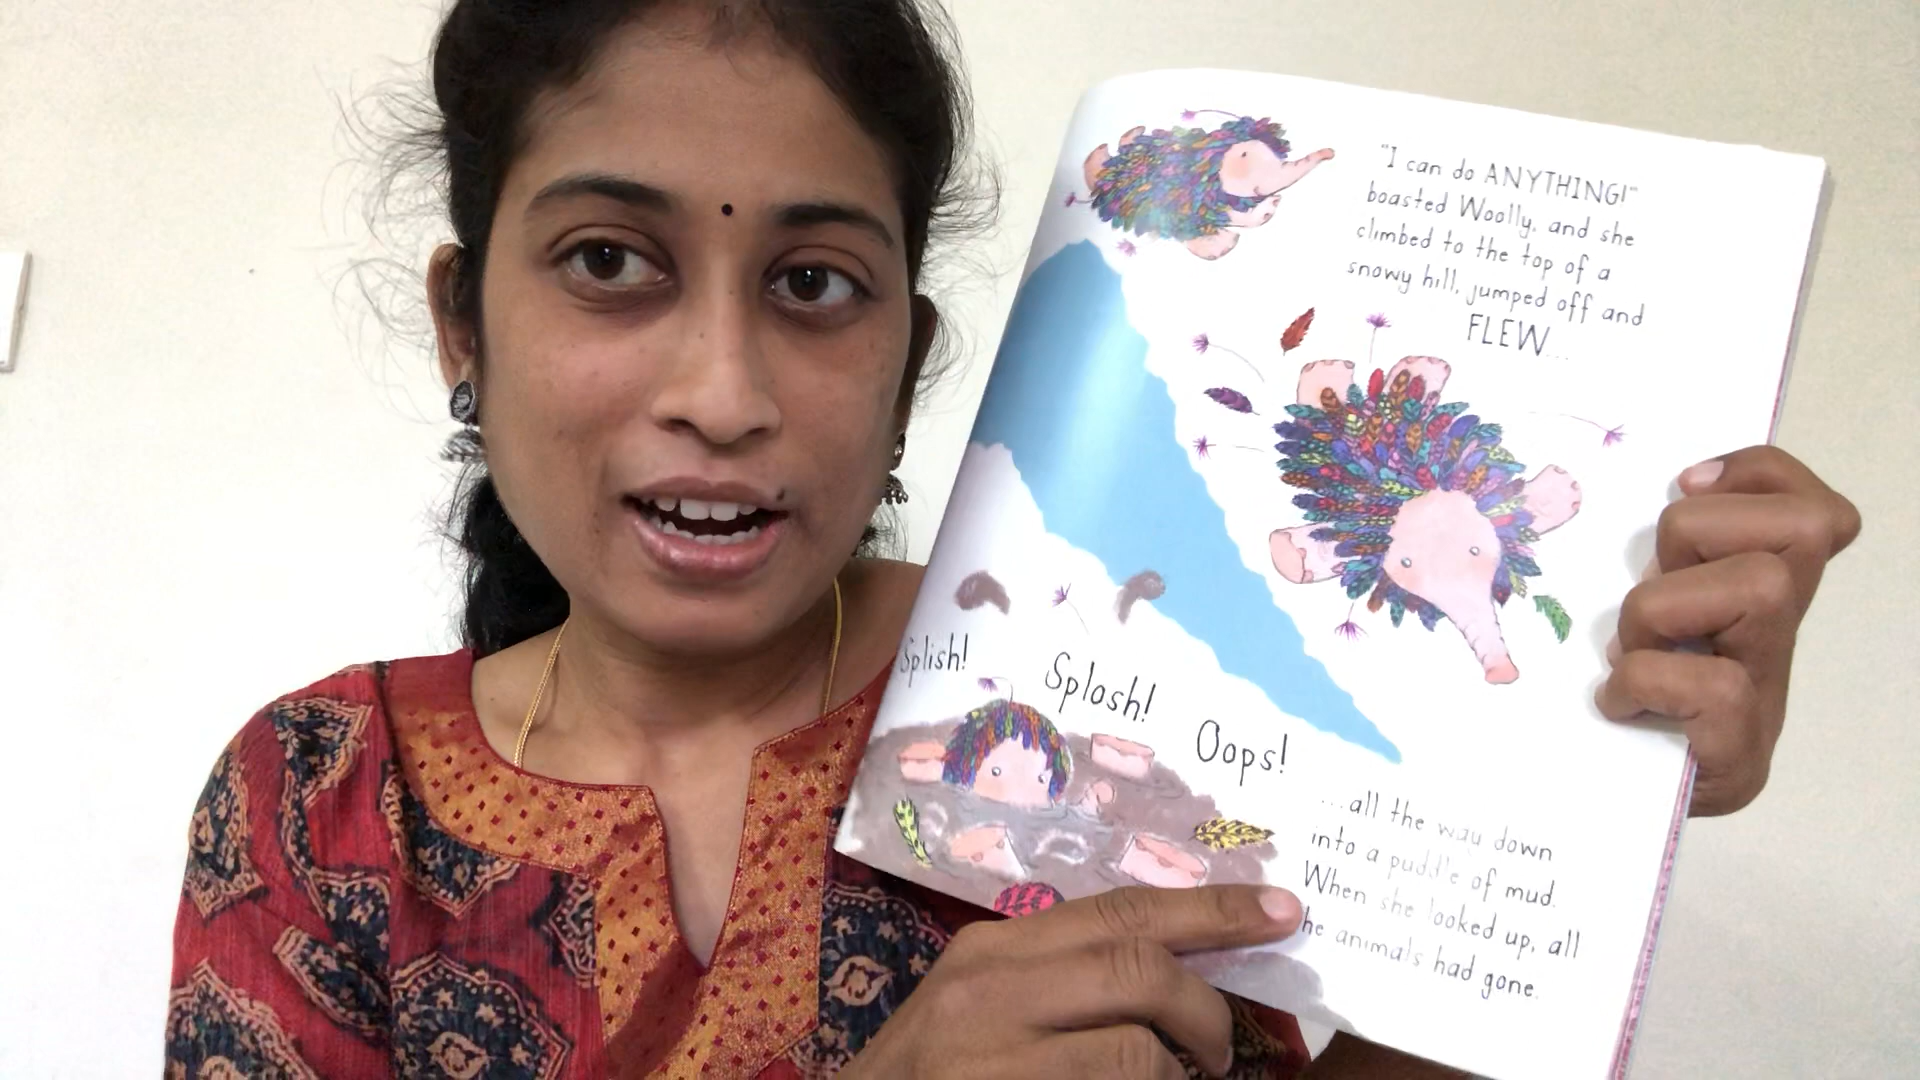 "I can do ANYTHING!"
boasted Woolly, and she
climbed to the top of a
snowy hill, jumped off and
FLEW...
Splish!
Splosh!
Oops!
...all the way down
into a puddle of mud.
When she looked up, all
he animals had gone.